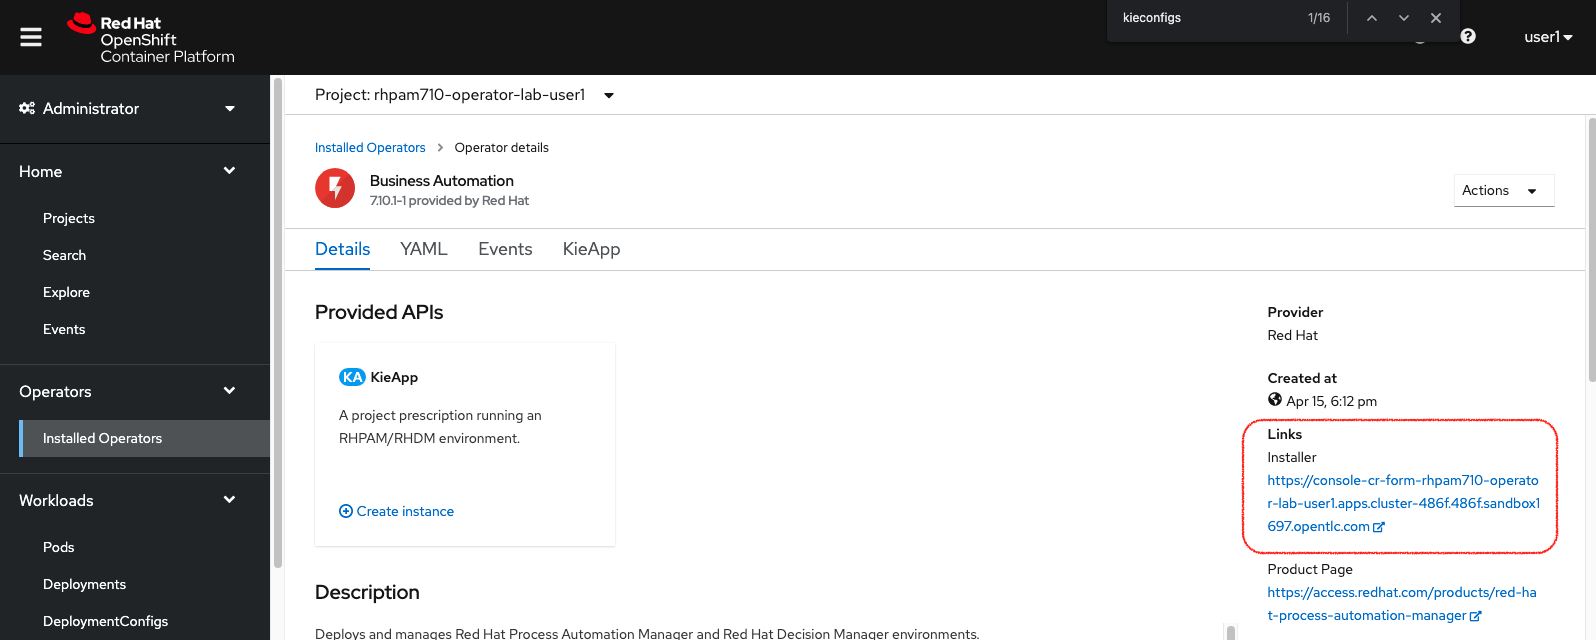 Red Hat
OpenShift
Container Platform
kieconfigs
1/16
user1
Administrator
Home
Projects
Search
Explore
Events
Operators
Installed Operators
Workloads
Pods
Deployments
DeploymentConfigs
Project: rhpam710-operator-lab-user1
Installed Operators > Operator details
Business Automation
7.10.1-1 provided by Red Hat
Actions
Details YAML Events KieApp
Provided APIs
KA KieApp
A project prescription running an
RHPAM/RHDM environment.
Create instance
Description
Deploys and manages Red Hat Process Automation Manager and Red Hat Decision Manager environments.
Provider
Red Hat
Created at
Apr 15, 6:12 pm
Links
Installer
https://console-cr-form-rhpam710-operato
r-lab-user1.apps.cluster-486f.486f.sandbox1
697.opentlc.com
Product Page
https://access.redhat.com/products/red-ha
t-process-automation-manager